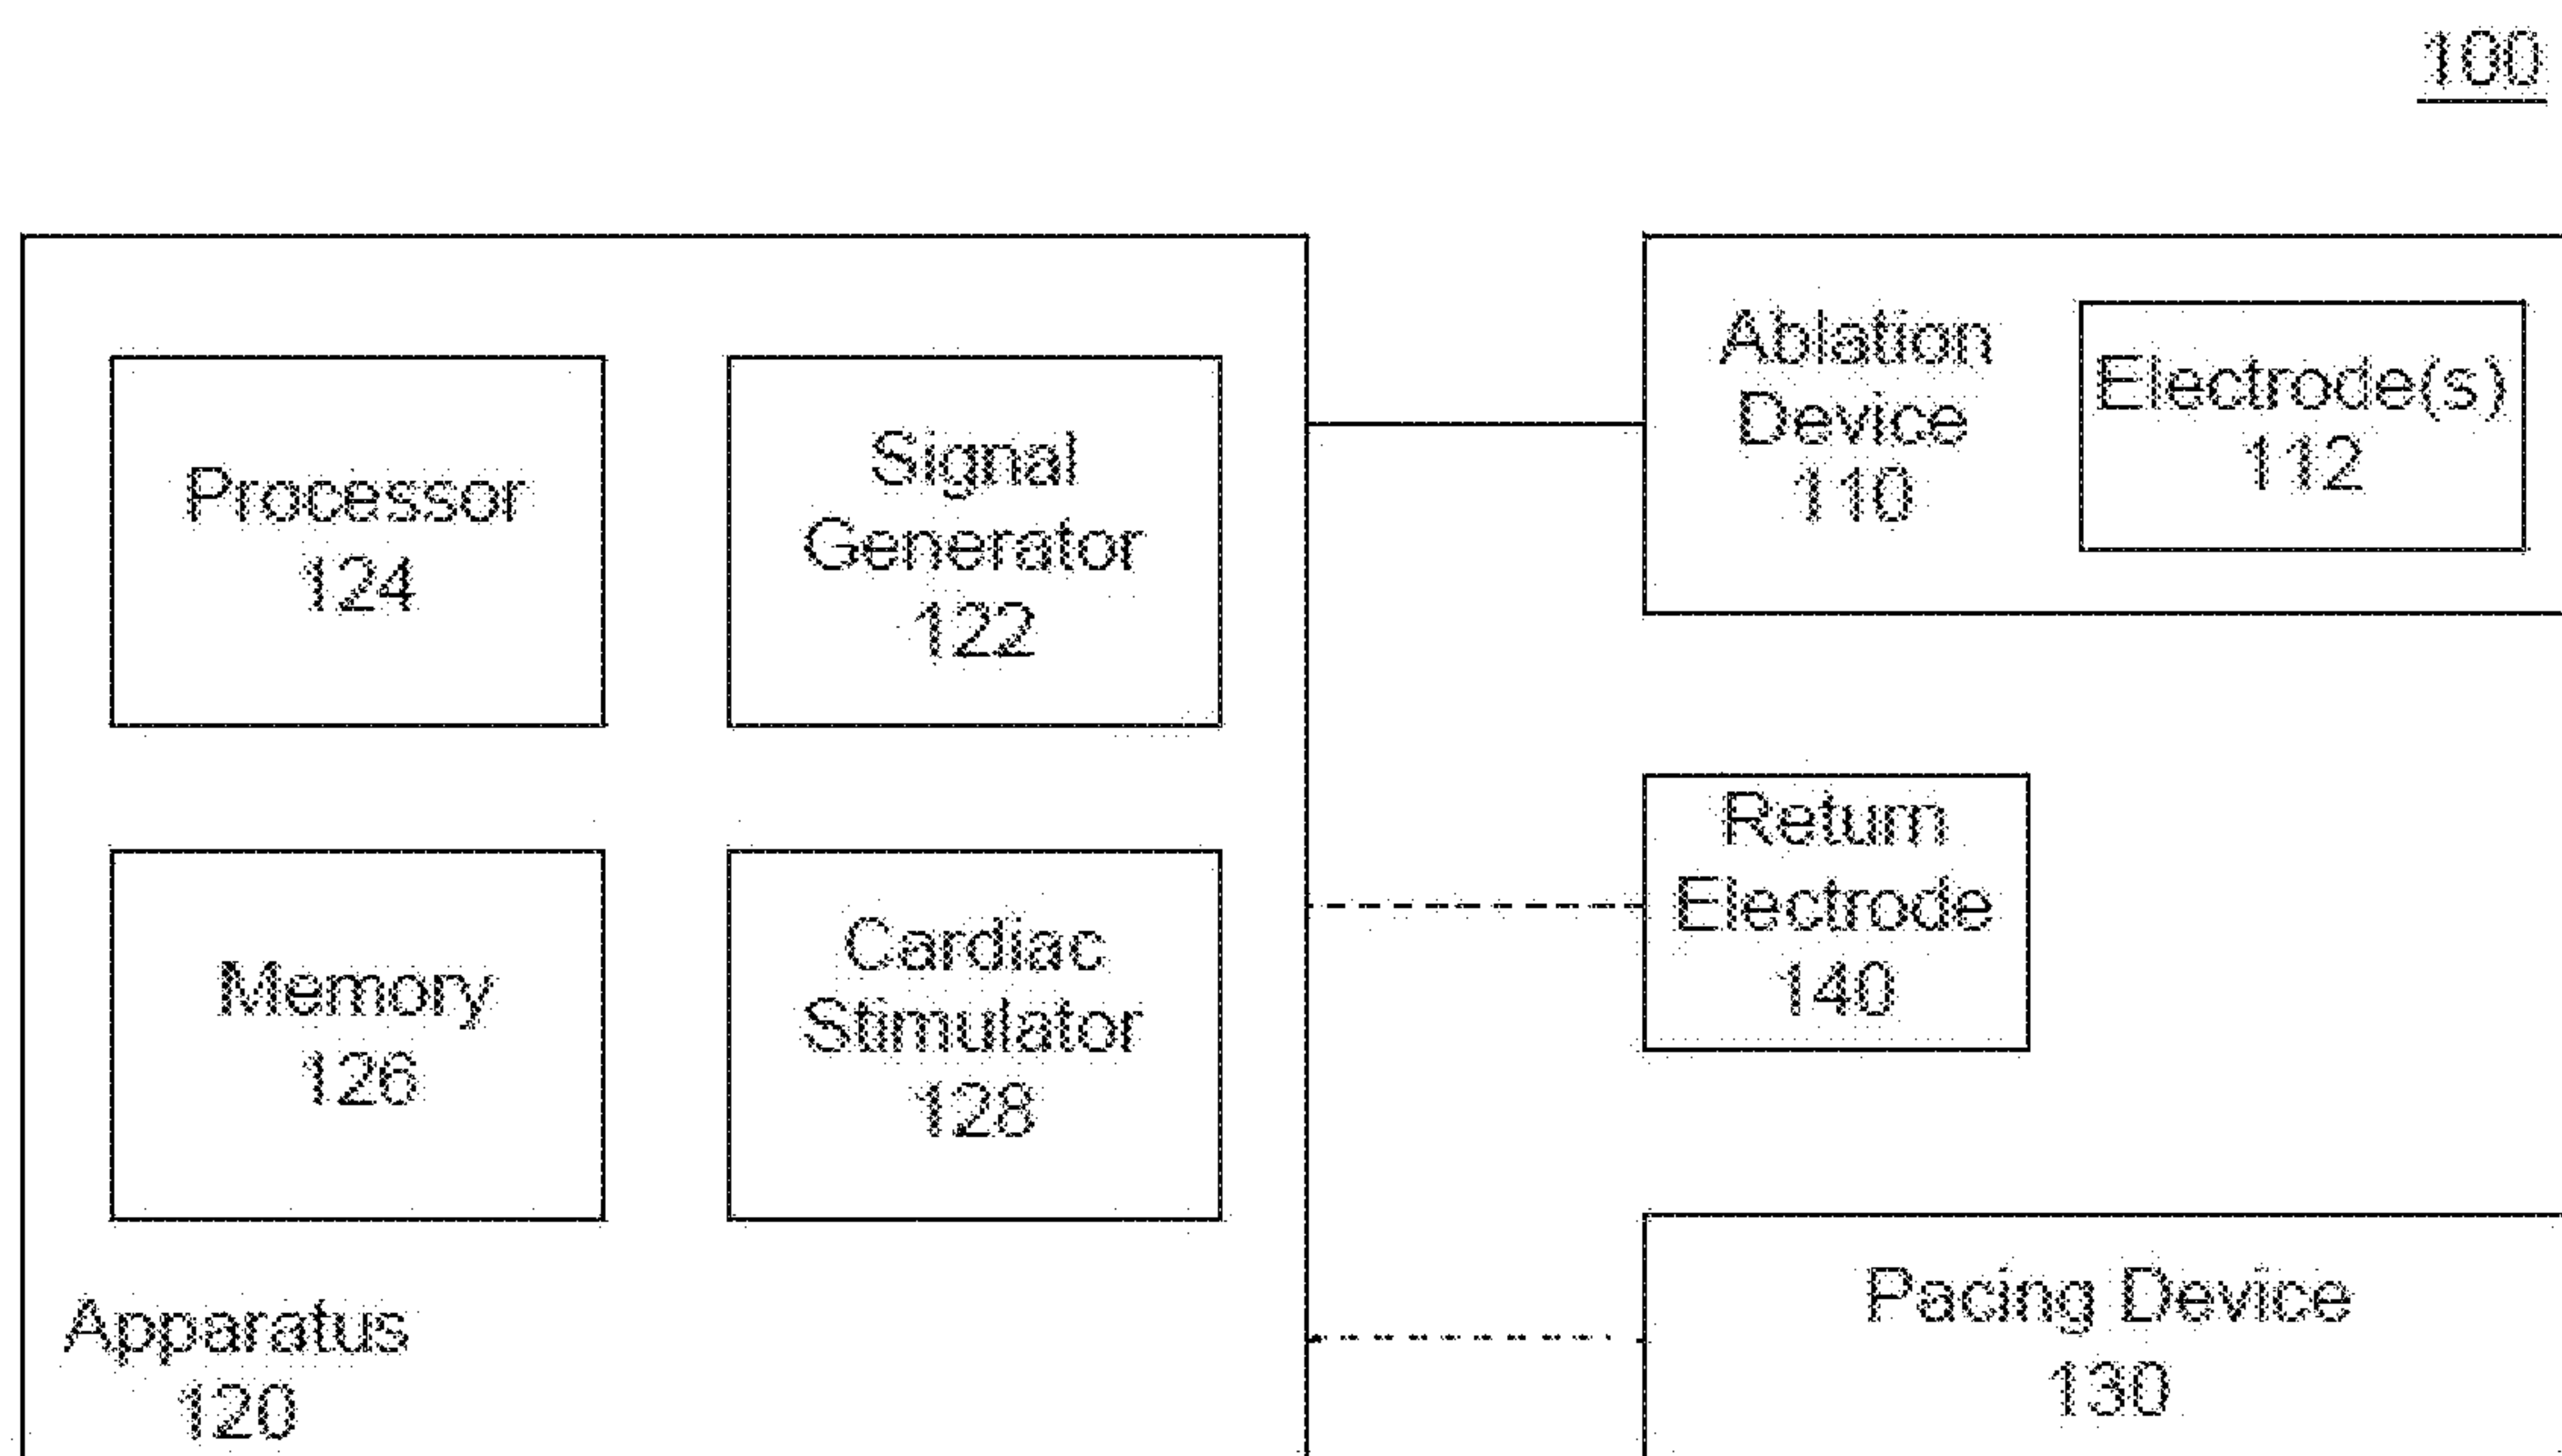 100
Processor
124
Signal
Generator
122
Ablation
Device
110
Electrode(s)
112
Memory
126
Cardiac
Stimulator
128
Return
Electrode
140
Apparatus
120
Pacing Device
130